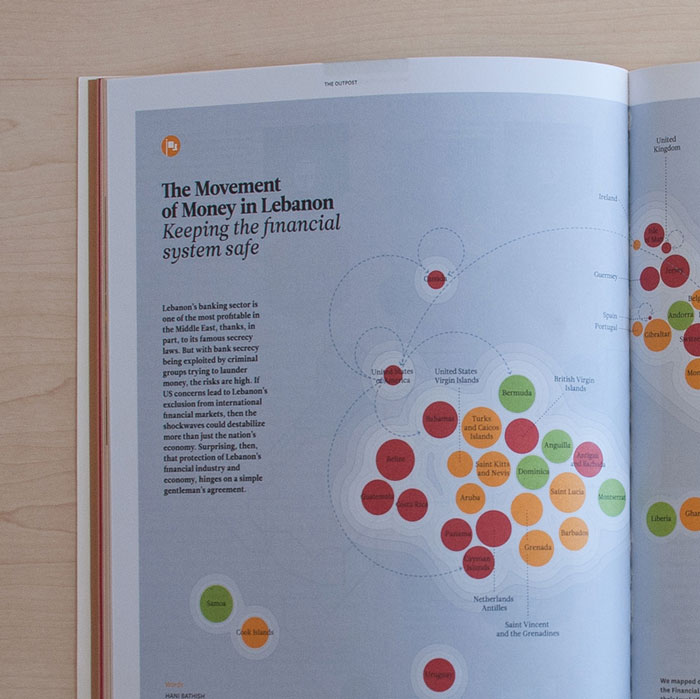 THE OUTPOST
The Movement
of Money in Lebanon
Keeping the financial
system safe
Lebanon's banking sector is
one of the most profitable in
the Middle East, thanks, in
part, to its famous secrecy
laws. But with bank secrecy
being exploited by criminal
groups trying to launder
money, the risks are high. If
US concerns lead to Lebanon's
exclusion from international
financial markets, then the
shockwaves could destabilize
more than just the nation's
economy. Surprising, then,
that protection of Lebanon's
financial industry and
economy, hinges on a simple
gentleman's agreement.
United
Kingdom
Ireland
Isle
of Man
Canada
Jersey
Guernsey
Spain
Portugal
Andorra
Gibraltar
United States
of America
United States
Virgin Islands
British Virgin
Islands
Bermuda
Bahamas
Turks
and Caicos
Islands
Anguilla
Belize
Antigua
and Barbuda
Saint Kitts
and Nevis
Dominica
Guatemala
Costa Rica
Aruba
Saint Lucia
Montserrat
Liberia
Panama
Barbados
Grenada
Cayman
Islands
Netherlands
Antilles
Samoa
Cook Islands
Saint Vincent
and the Grenadines
Uruguay
Words
HANI BATHISH
We mapped
the Financial